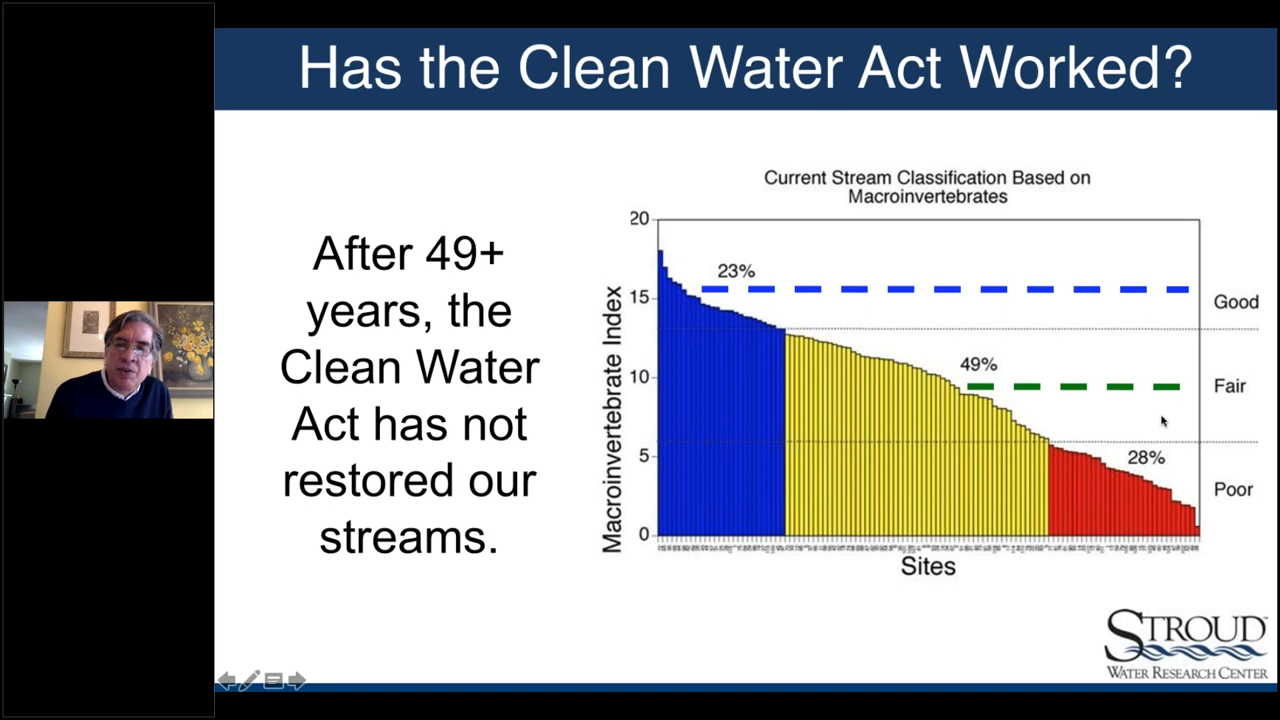 Has the Clean Water Act Worked?
After 49+
years, the
Clean Water
Act has not
restored our
streams.
Current Stream Classification Based on
Macroinvertebrates
Macroinvertebrate Index
20
15
10
5
0
23%
49%
28%
Good
Fair
Poor
Sites
STROUD™
WATER RESEARCH CENTER